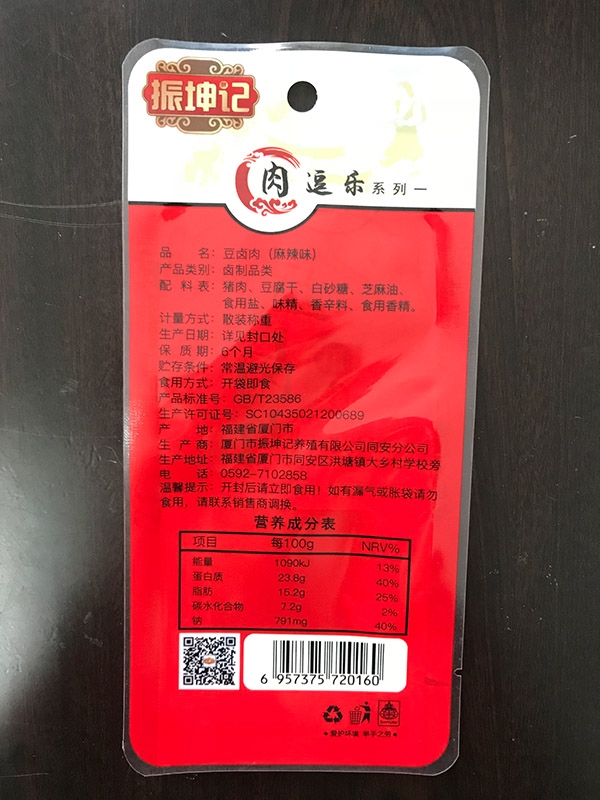 振坤记
肉逗乐系列
品 名：豆卤肉（麻辣味）
产品类别：卤制品类
配 料 表：猪肉、豆腐干、白砂糖、芝麻油、
食用盐、味精、香辛料、食用香精。
计量方式：散装称重
生产日期：详见封口处
保 质 期：6个月
贮存条件：常温避光保存
食用方式：开袋即食
产品标准号：GB/T23586
生产许可证号：SC10435021200689
产 地：福建省厦门市
生 产 商：厦门市振坤记养殖有限公司同安分公司
生产地址：福建省厦门市同安区洪塘镇大乡村学校旁
电 话：0592-7102858
温馨提示：开封后请立即食用！如有漏气或胀袋请勿
食用，请联系销售商调换。
营养成分表
项目 每100g NRV%
能量 1090kJ 13%
蛋白质 23.8g 40%
脂肪 15.2g 25%
碳水化合物 7.2g 2%
钠 791mg 40%
6 957375 720160
• 爱护环境 举手之劳 •